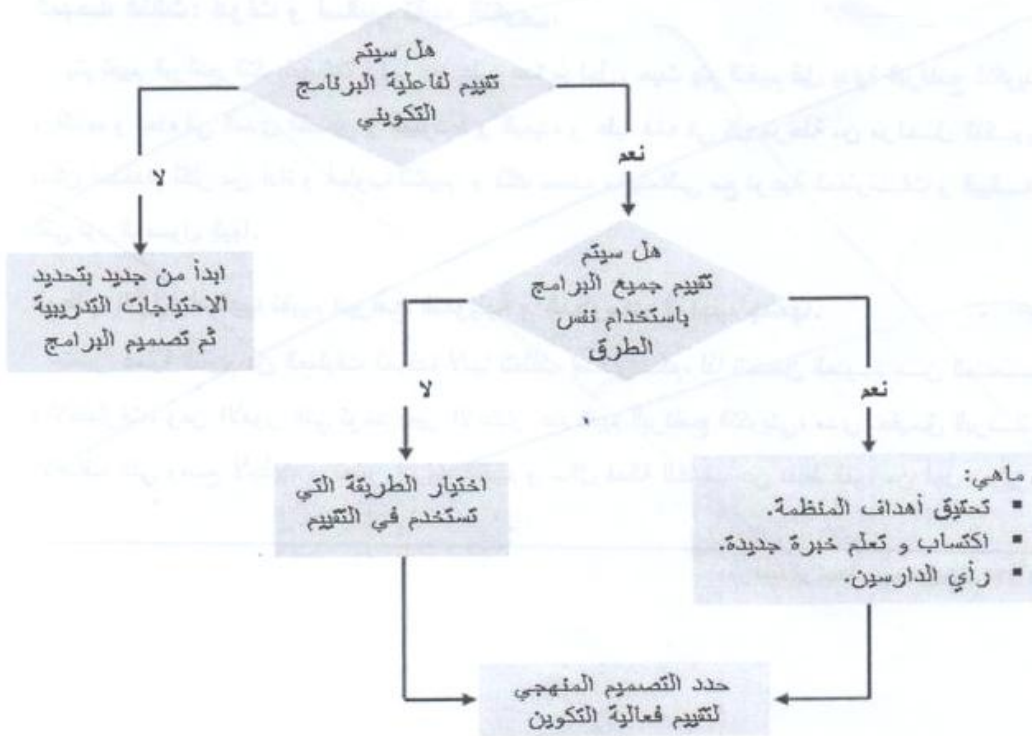 هل سيتم
تقييم لفاعلية البرنامج
التكويني
لا
نعم
ابدأ من جديد بتحديد
الاحتياجات التدريبية
ثم تصميم البرامج
هل سيتم
تقييم جميع البرامج
باستخدام نفس
الطرق
لا
نعم
اختيار الطريقة التي
تستخدم في التقييم
ماهي:
▪ تحقيق أهداف المنظمة.
▪ اكتساب و تعلم خبرة جديدة.
▪ رأي الدارسين.
حدد التصميم المنهجي
لتقييم فعالية التكوين